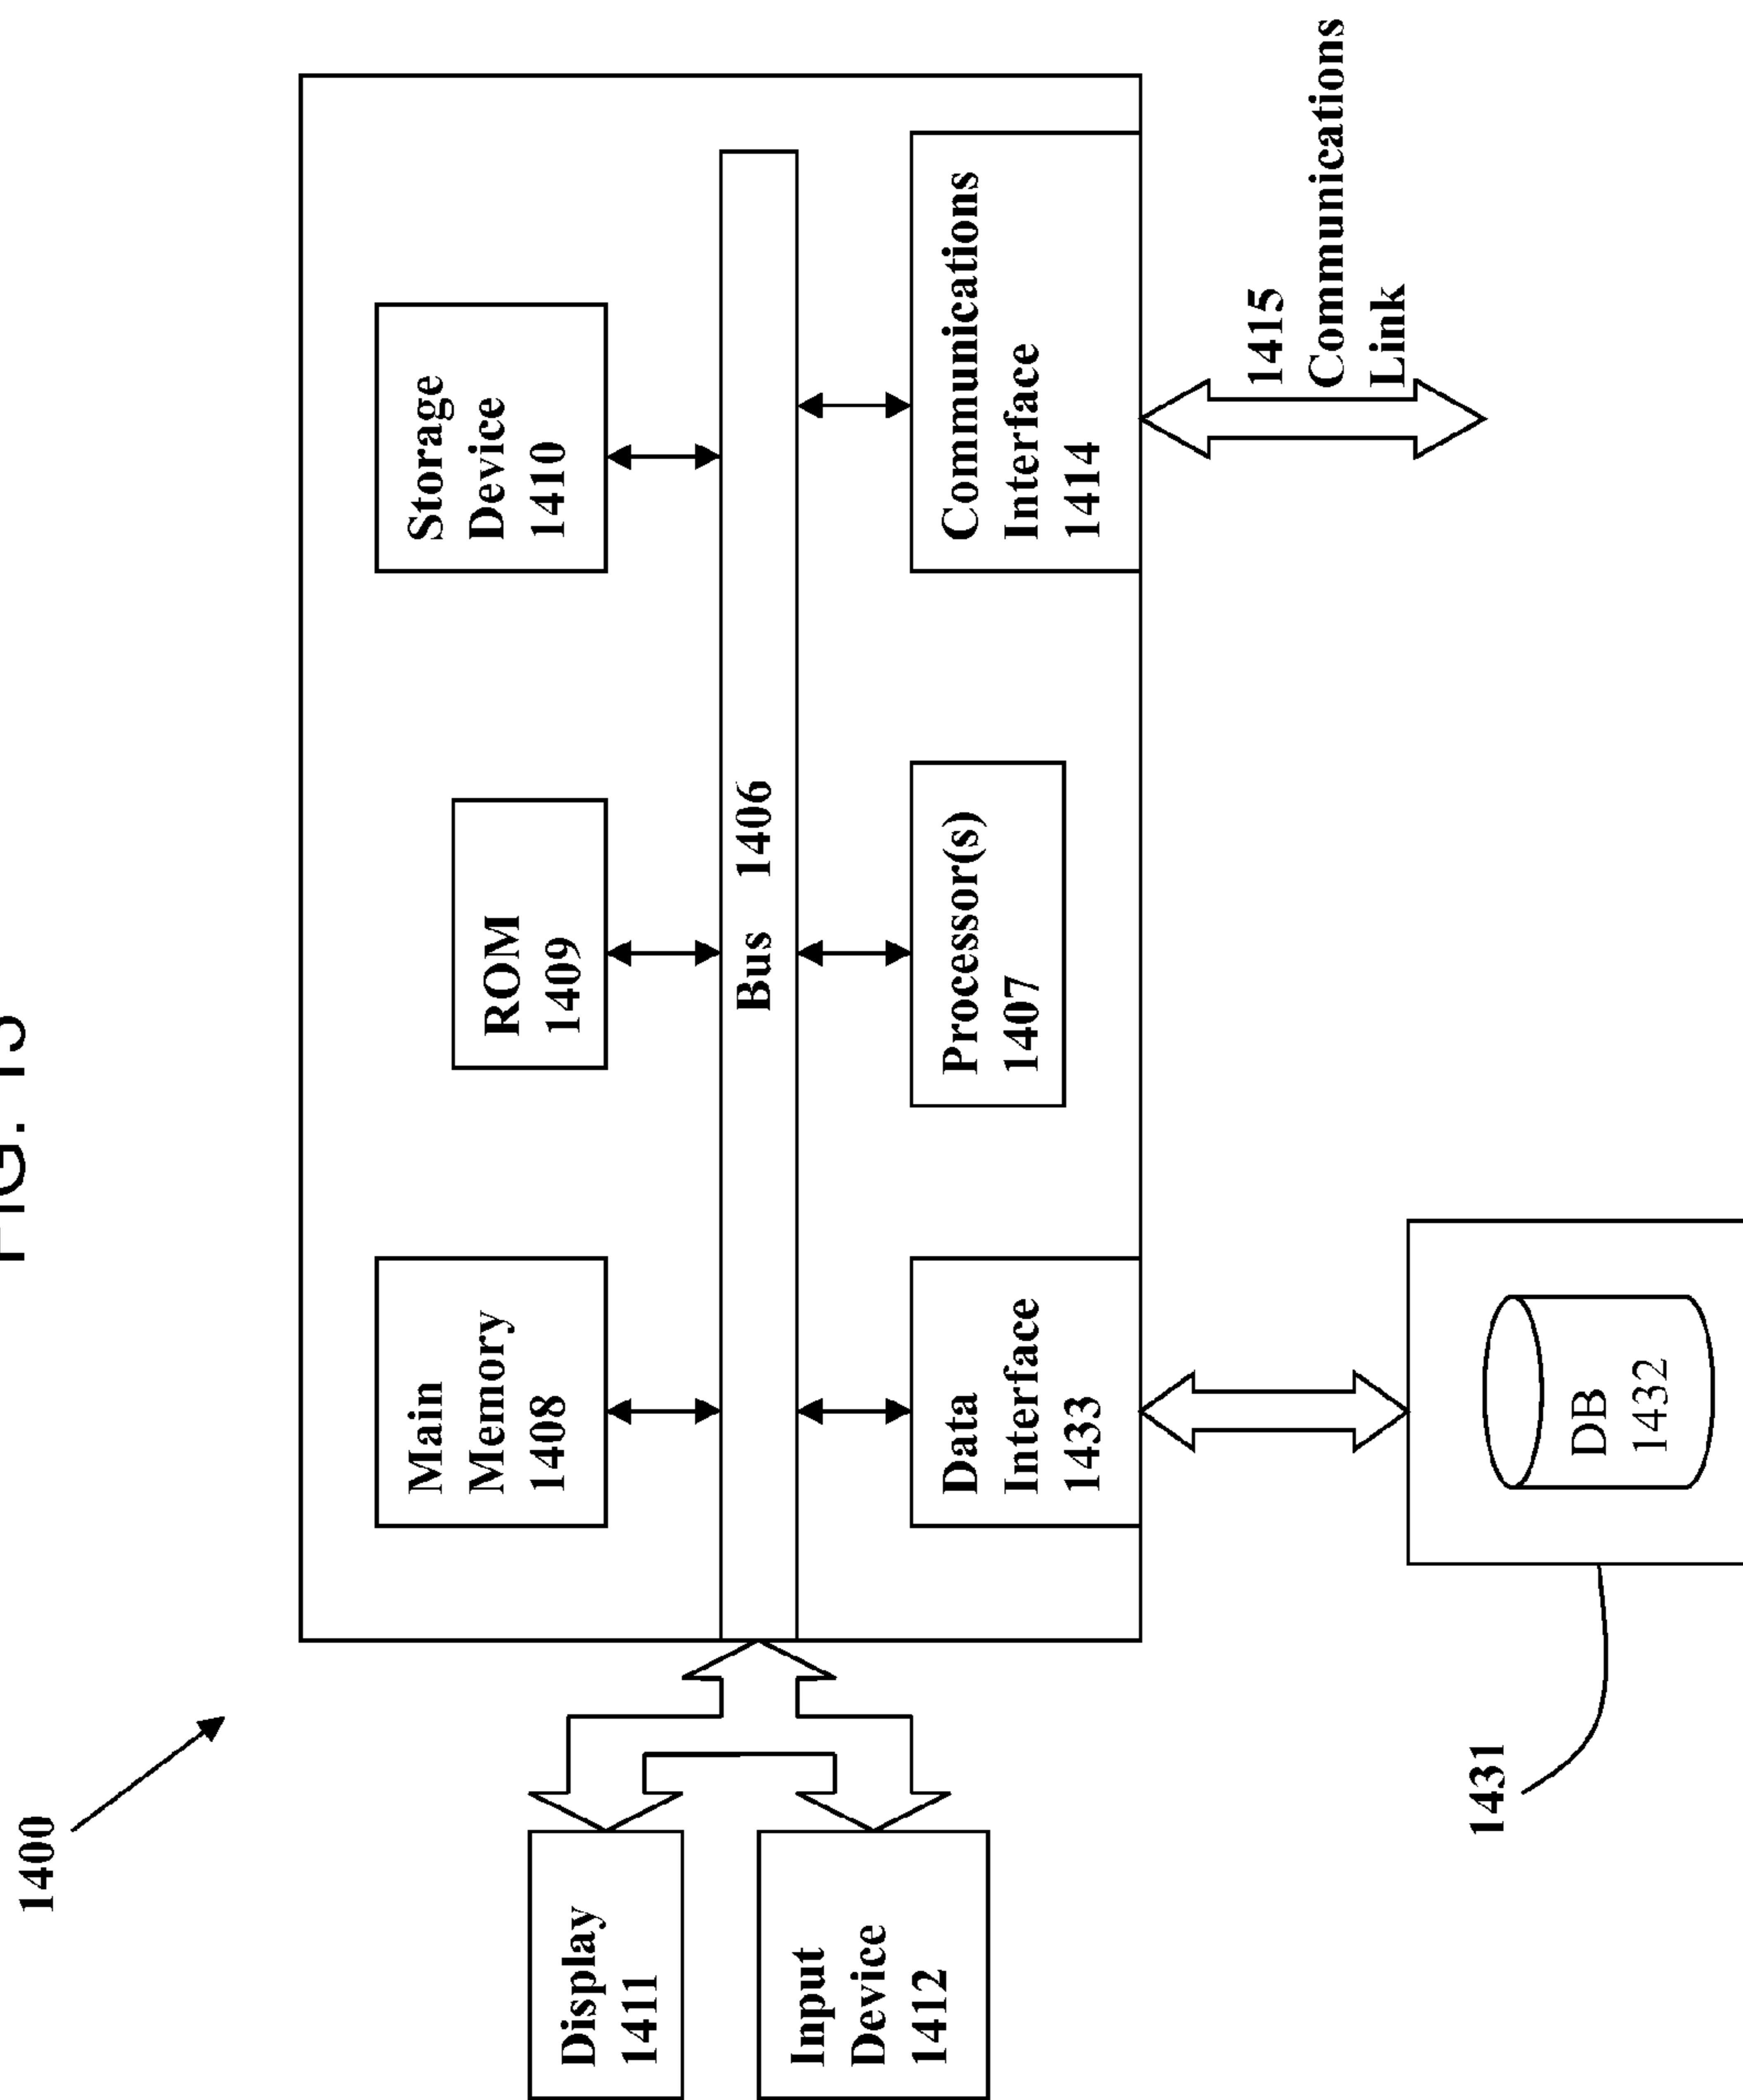 FIG.
1400
Main
Memory
1408
ROM
1409
Storage
Device
1410
Display
1411
Bus 1406
Input
Device
1412
Data
Interface
1433
Processor(s)
1407
Communications
Interface
1414
1415
Communications
Link
1431
DB
1432